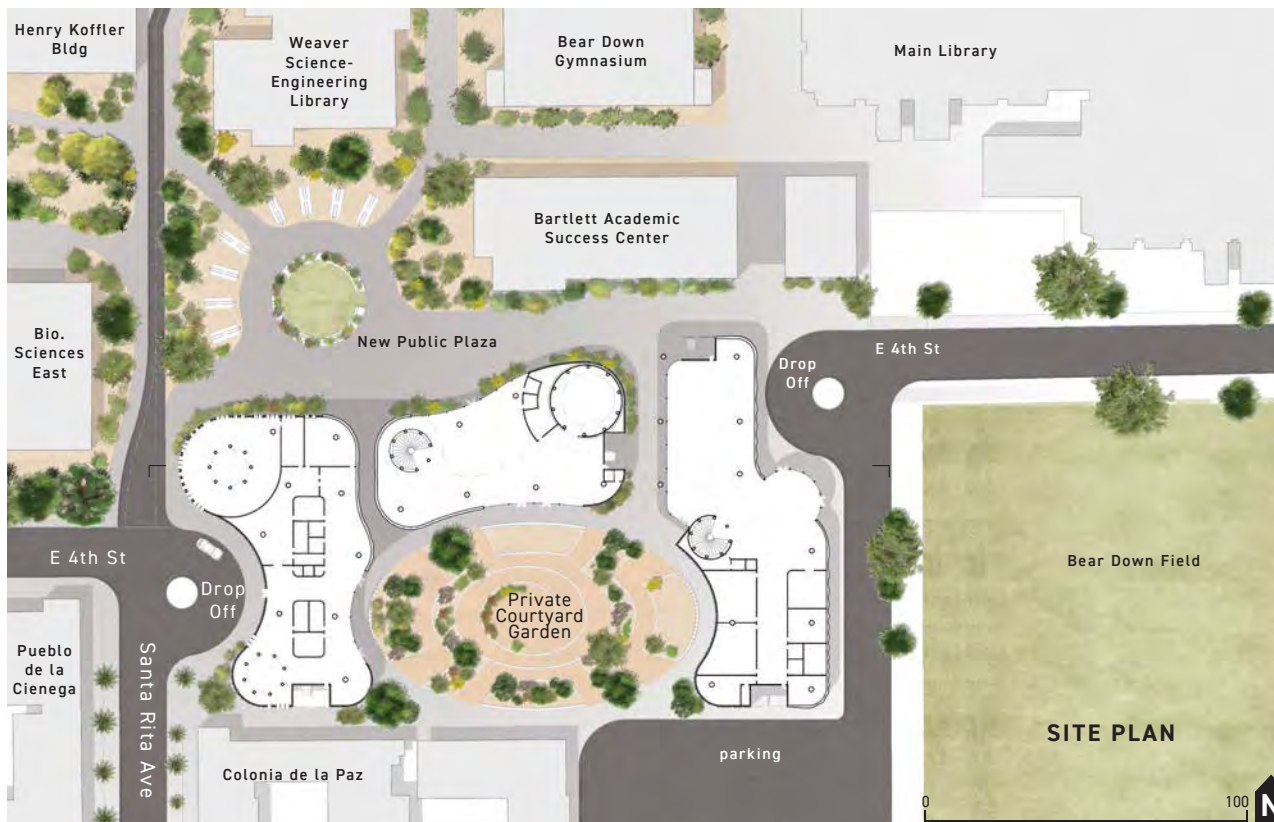 Henry Koffler
Bldg
Weaver
Science-
Engineering
Library
Bear Down
Gymnasium
Main Library
Bartlett Academic
Success Center
Bio.
Sciences
East
New Public Plaza
E 4th St
Drop
Off
E 4th St
Drop
Off
Private
Courtyard
Garden
Bear Down Field
Pueblo
de la
Cienega
Santa Rita Ave
Colonia de la Paz
parking
SITE PLAN
0
100
N